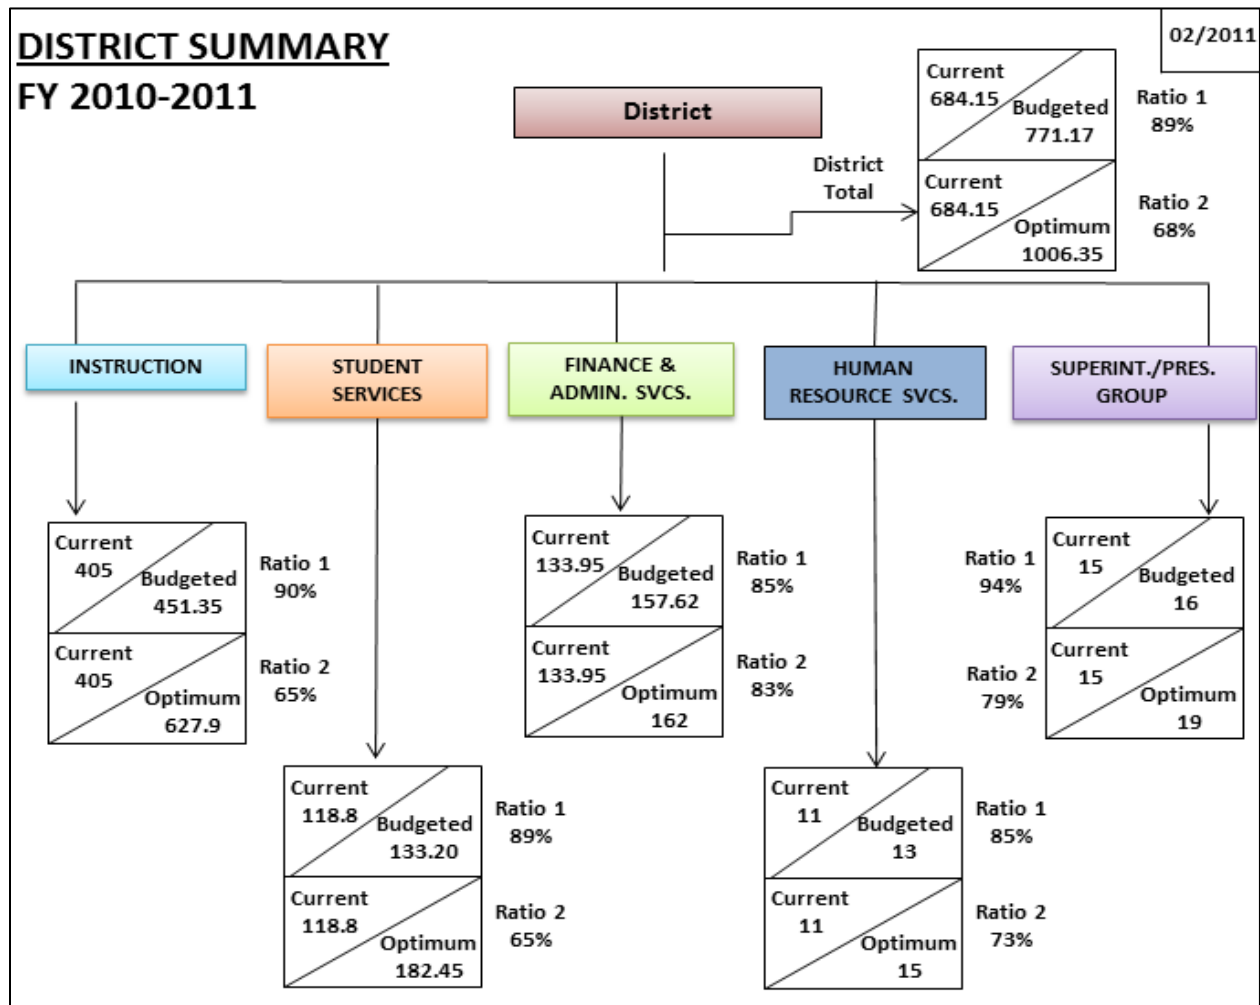 DISTRICT SUMMARY
FY 2010-2011
02/2011
District
District
Total
Current
684.15
Budgeted
771.17
Ratio 1
89%
Current
684.15
Optimum
1006.35
Ratio 2
68%
INSTRUCTION
STUDENT
SERVICES
FINANCE &
ADMIN. SVCS.
HUMAN
RESOURCE SVCS.
SUPERINT./PRES.
GROUP
Current
405
Budgeted
451.35
Ratio 1
90%
Current
405
Optimum
627.9
Ratio 2
65%
Current
133.95
Budgeted
157.62
Ratio 1
85%
Current
133.95
Optimum
162
Ratio 2
83%
Ratio 1
94%
Current
15
Budgeted
16
Ratio 2
79%
Current
15
Optimum
19
Current
118.8
Budgeted
133.20
Ratio 1
89%
Current
118.8
Optimum
182.45
Ratio 2
65%
Current
11
Budgeted
13
Ratio 1
85%
Current
11
Optimum
15
Ratio 2
73%